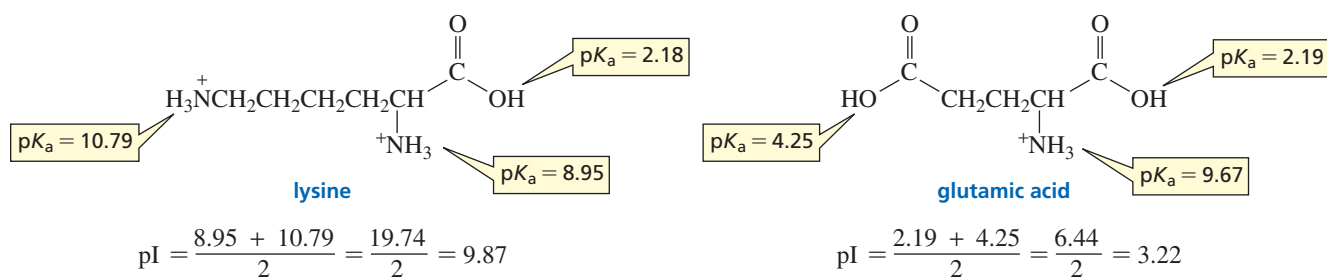 O
C
OH
pKa = 2.18
H3N+CH2CH2CH2CH2CH
+NH3
pKa = 10.79
pKa = 8.95
lysine
pI = (8.95 + 10.79)/2 = 19.74/2 = 9.87
O O
C C
HO CH2CH2CH OH
pKa = 2.19
pKa = 4.25
+NH3
pKa = 9.67
glutamic acid
pI = (2.19 + 4.25)/2 = 6.44/2 = 3.22